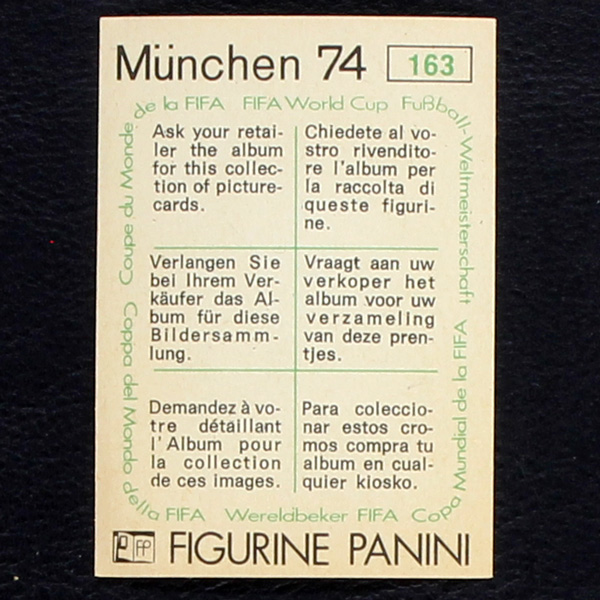 München 74 163
Coupe du Monde de la FIFA FIFA World Cup Fußball-Weltmeisterschaft
Ask your retai-
ler the album
for this collec-
tion of picture-
cards.
Chiedete al vo-
stro rivendito-
re l'album per
la raccolta di
queste figuri-
ne.
Verlangen Sie
bei Ihrem Ver-
käufer das Al-
bum für diese
Bildersamm-
lung.
Vraagt aan uw
verkoper het
album voor uw
verzameling
van deze pren-
tjes.
Demandez à vo-
tre détaillant
l'Album pour
la collection
de ces images.
Para coleccio-
nar estos cro-
mos compra tu
album en cual-
quier kiosko.
Coppa del Mondo della FIFA Wereldbeker FIFA Copa Mundial de la FIFA
FP FIGURINE PANINI